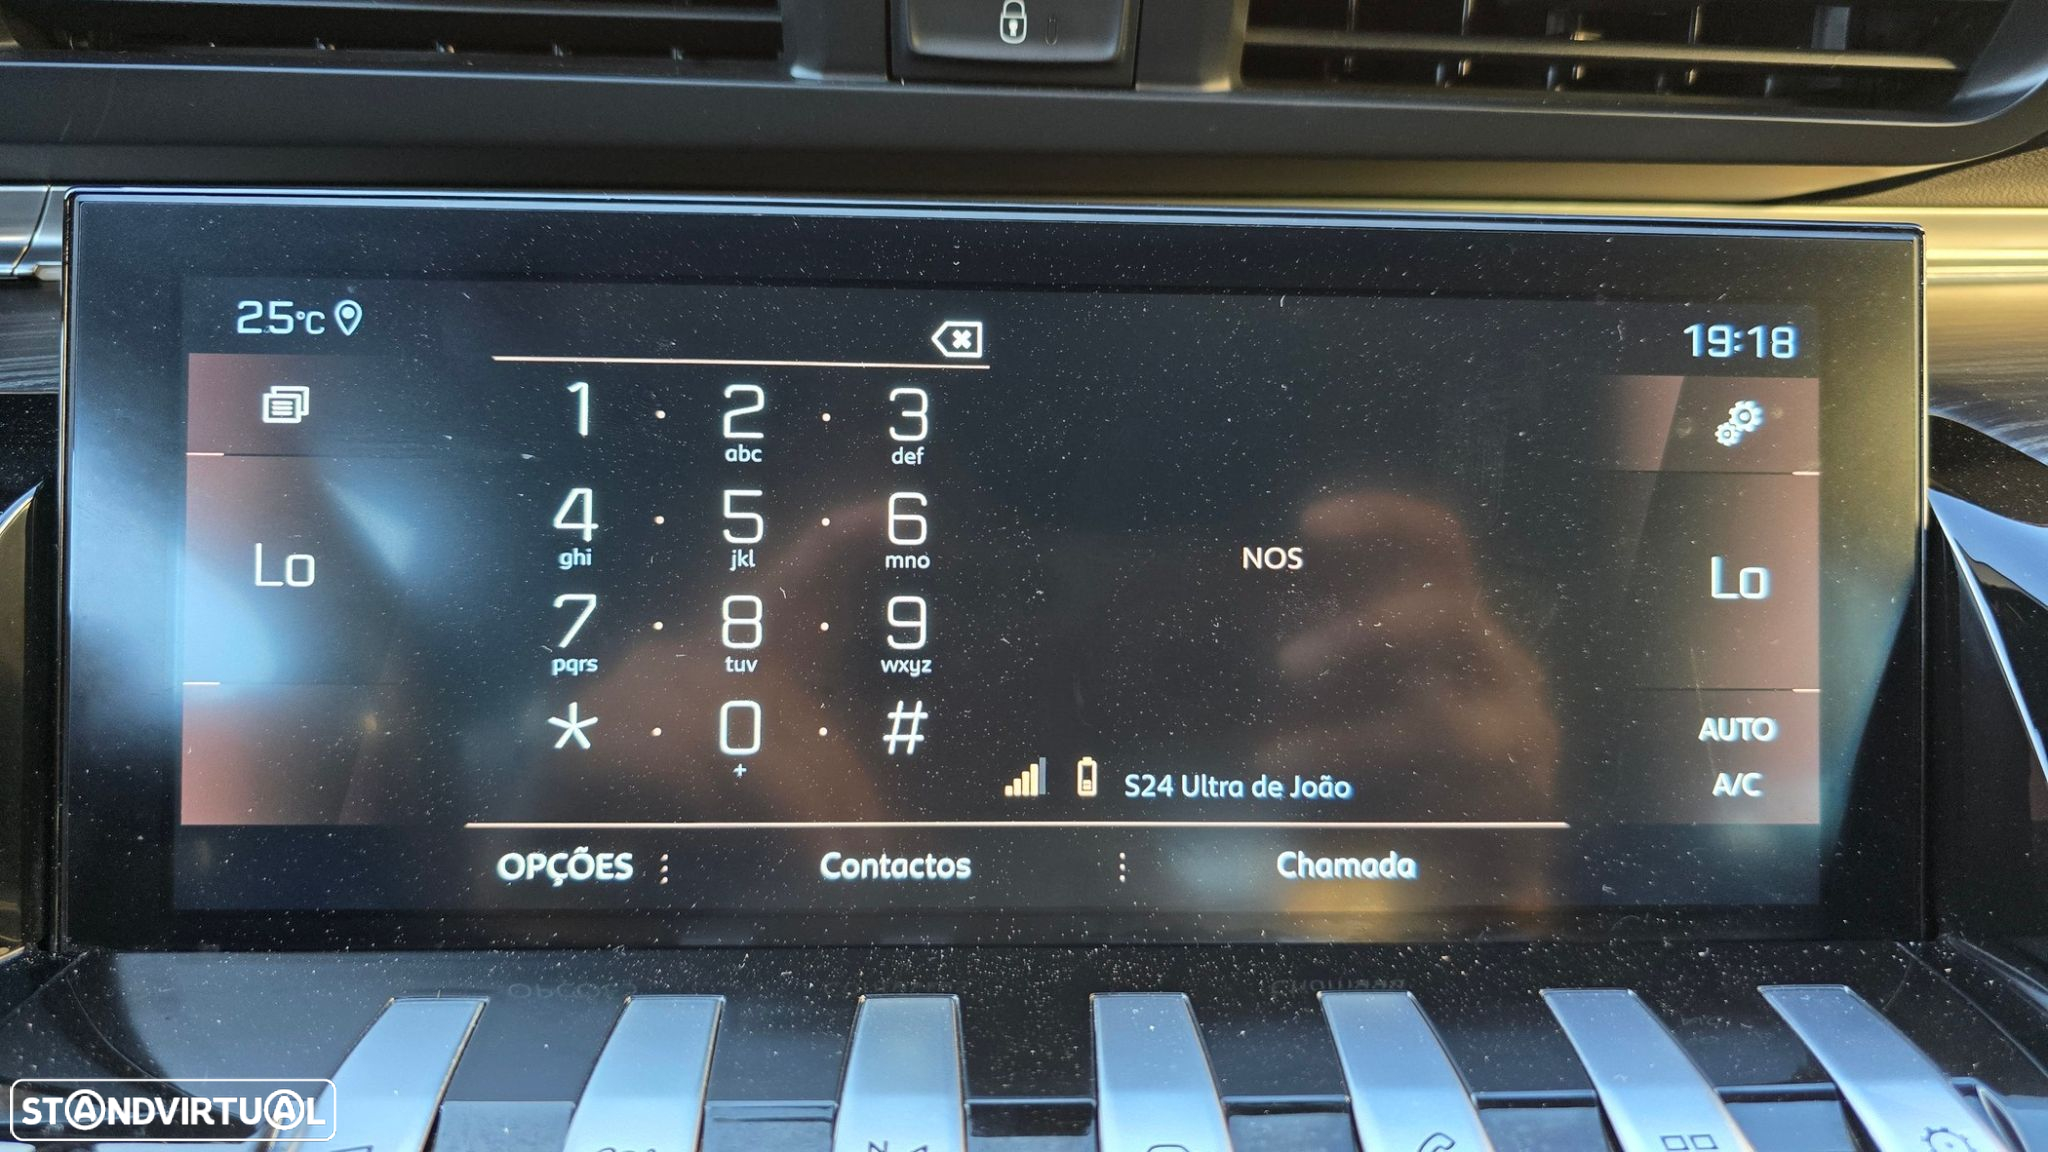 25°C
19:18
1 · 2 · 3
abc def
4 · 5 · 6
ghi jkl mno
7 · 8 · 9
pqrs tuv wxyz
* · 0 · #
+
Lo
NOS
Lo
AUTO
A/C
S24 Ultra de João
OPÇÕES
Contactos
Chamada
STANDVIRTUAL
N